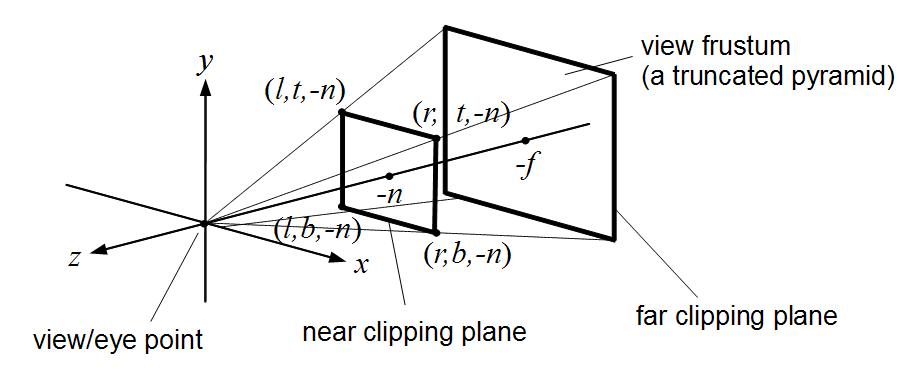 view frustum
(a truncated pyramid)
y
(l,t,-n)
(r, t,-n)
-f
-n
(l,b,-n)
(r,b,-n)
z
x
view/eye point
near clipping plane
far clipping plane